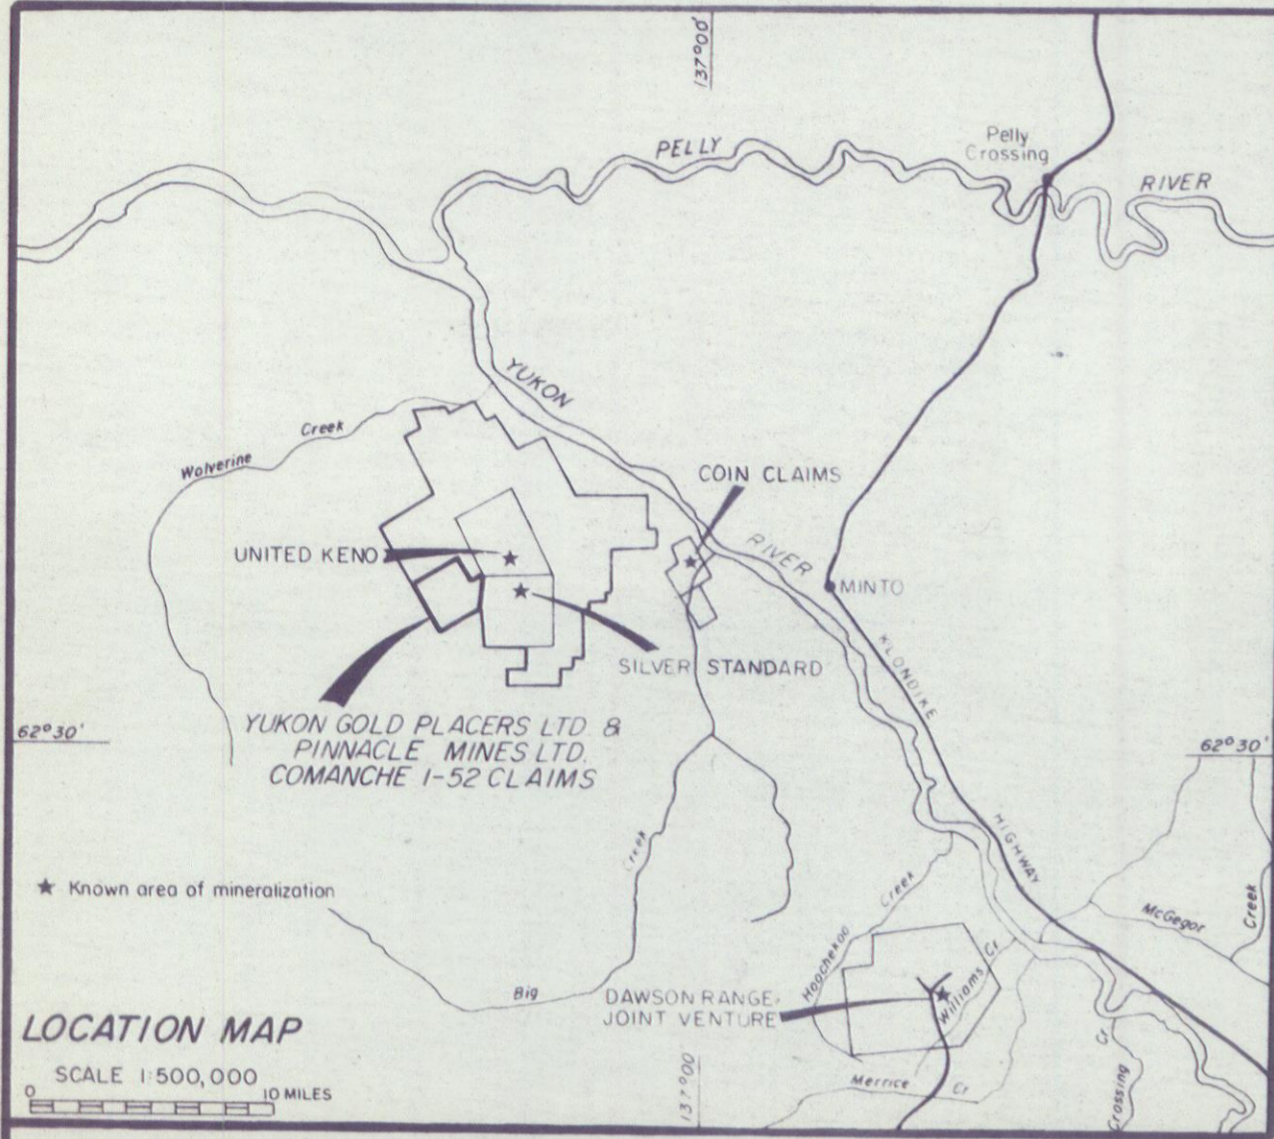 137°00'
PELLY
Pelly
Crossing
RIVER
YUKON
Wolverine
Creek
COIN CLAIMS
UNITED KENO
RIVER
MINTO
SILVER STANDARD
KLONDIKE
YUKON GOLD PLACERS LTD. &
PINNACLE MINES LTD.
COMANCHE 1-52 CLAIMS
62°30'
62°30'
HIGHWAY
Creek
★ Known area of mineralization
Creek
McGegor
Creek
Hoochekoo
Williams Cr
Big
DAWSON RANGE,
JOINT VENTURE
LOCATION MAP
SCALE 1:500,000
0 10 MILES
137°00'
Merrice Cr
Crossing Cr